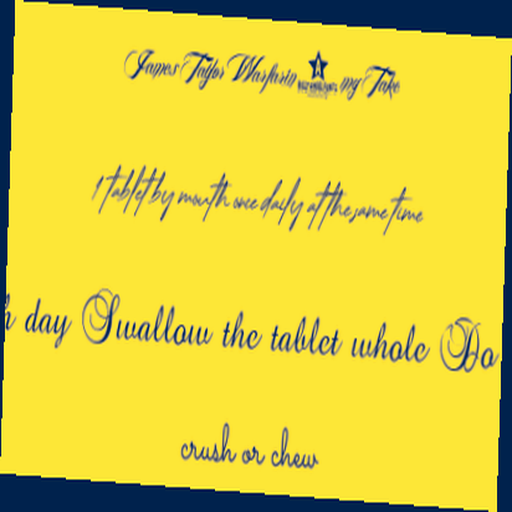 James Taylor Warfarin mg Take
1 tablet by mouth once daily at the same time
day Swallow the tablet whole Do
crush or chew